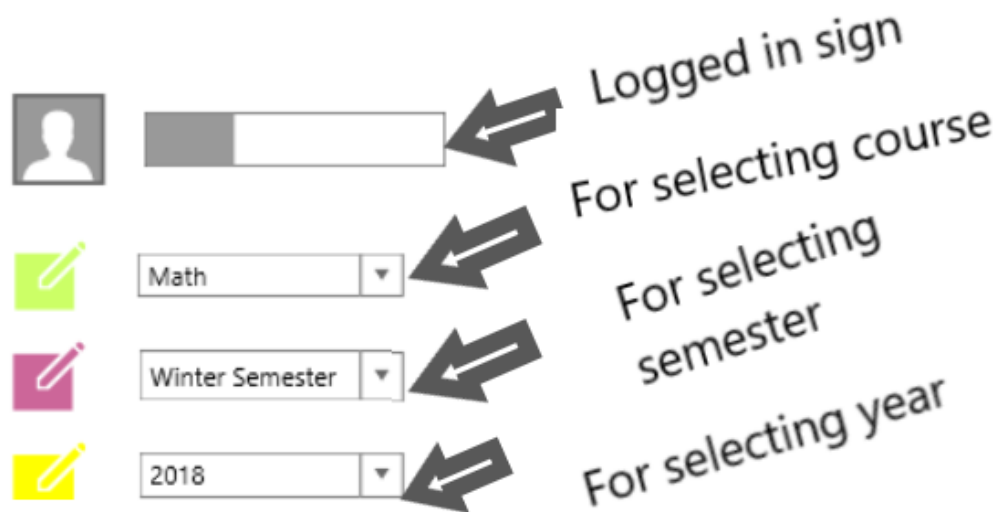 Logged in sign
For selecting course
Math
For selecting
semester
Winter Semester
For selecting year
2018